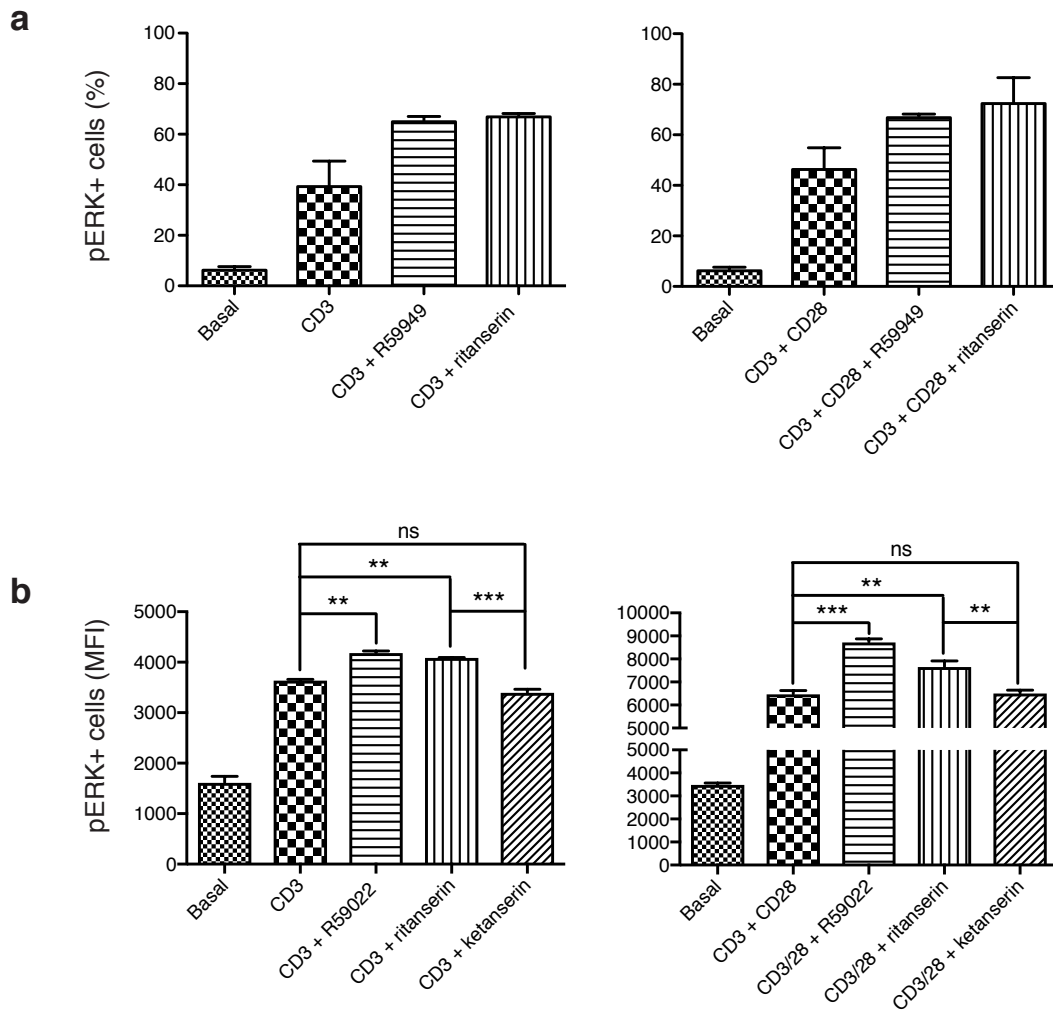 a
pERK+ cells (%)
100
80
60
40
20
0
Basal
CD3
CD3 + R59949
CD3 + ritanserin
100
80
60
40
20
0
Basal
CD3 + CD28
CD3 + CD28 + R59949
CD3 + CD28 + ritanserin
b
pERK+ cells (MFI)
ns
**
**
***
5000
4000
3000
2000
1000
0
Basal
CD3
CD3 + R59022
CD3 + ritanserin
CD3 + ketanserin
ns
**
***
**
10000
9000
8000
7000
6000
5000
5000
4000
3000
2000
1000
0
Basal
CD3 + CD28
CD3/28 + R59022
CD3/28 + ritanserin
CD3/28 + ketanserin